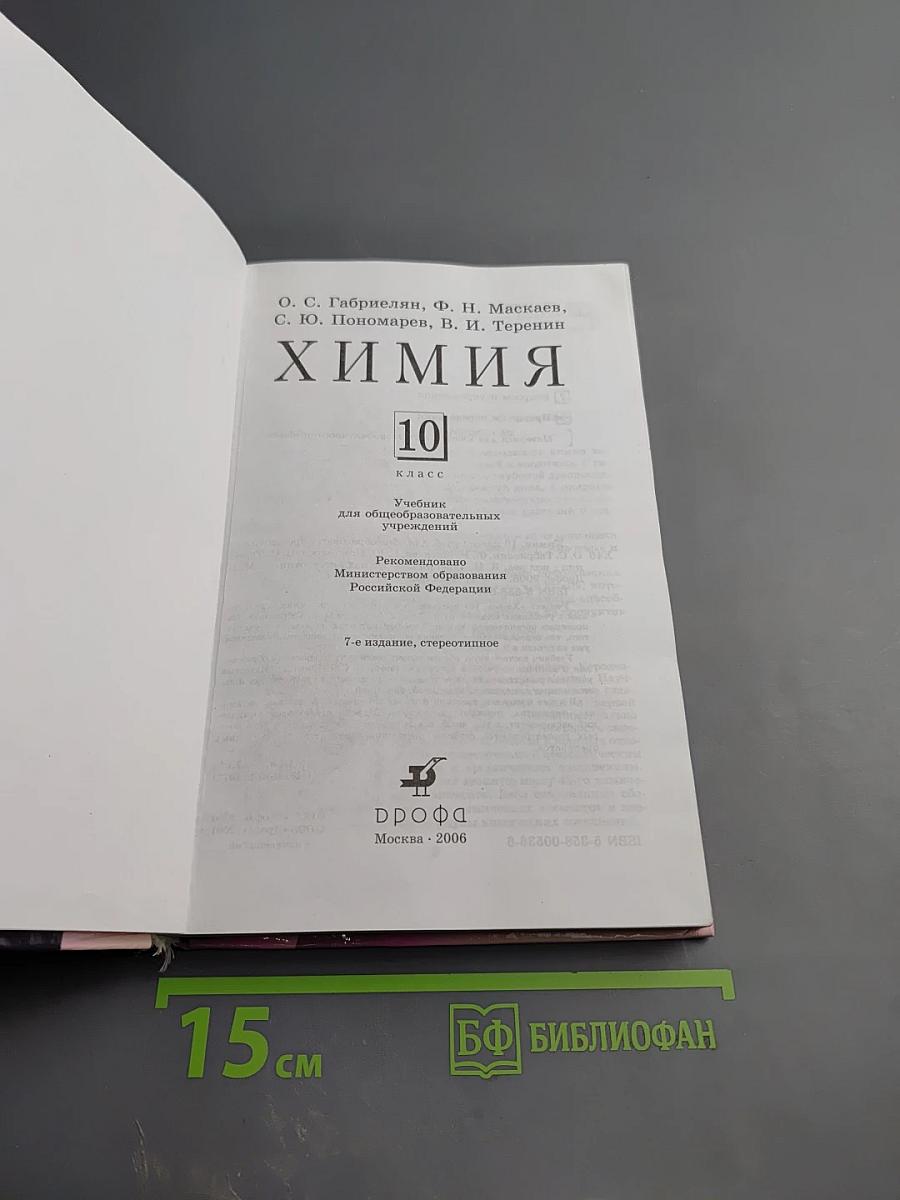 О. С. Габриелян, Ф. Н. Маскаев,
С. Ю. Пономарев, В. И. Теренин
ХИМИЯ
10
класс
Учебник
для общеобразовательных
учреждений
Рекомендовано
Министерством образования
Российской Федерации
7-е издание, стереотипное
ДРОФА
Москва · 2006
15 см
БФ БИБЛИОФАН